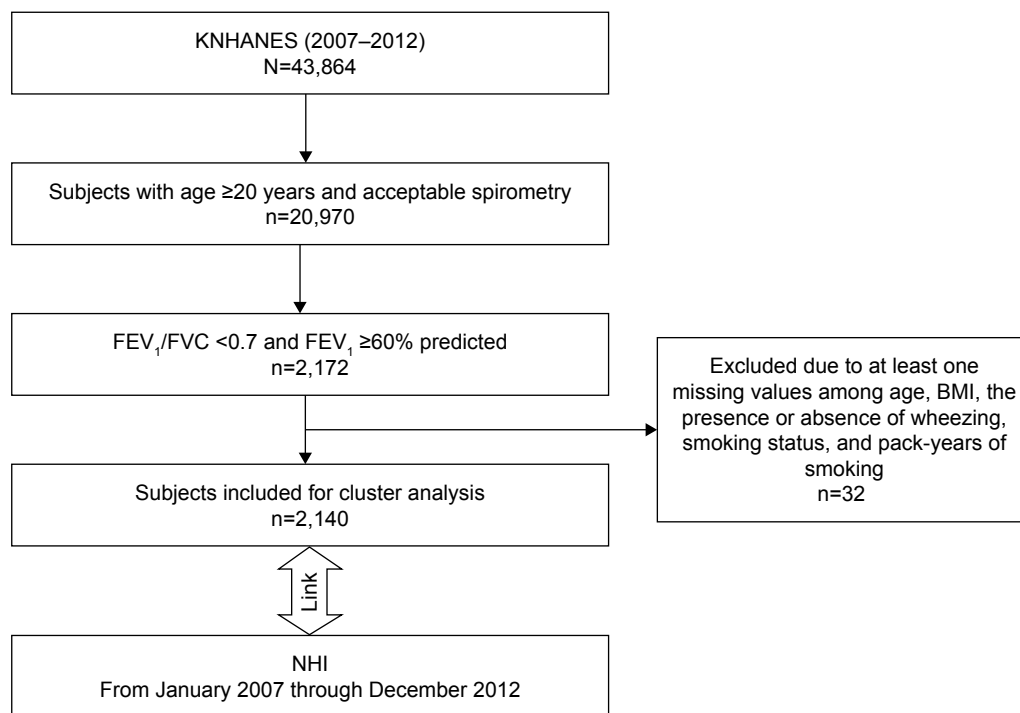 KNHANES (2007–2012)
N=43,864
Subjects with age ≥20 years and acceptable spirometry
n=20,970
FEV₁/FVC <0.7 and FEV₁ ≥60% predicted
n=2,172
Excluded due to at least one
missing values among age, BMI, the
presence or absence of wheezing,
smoking status, and pack-years of
smoking
n=32
Subjects included for cluster analysis
n=2,140
Link
NHI
From January 2007 through December 2012